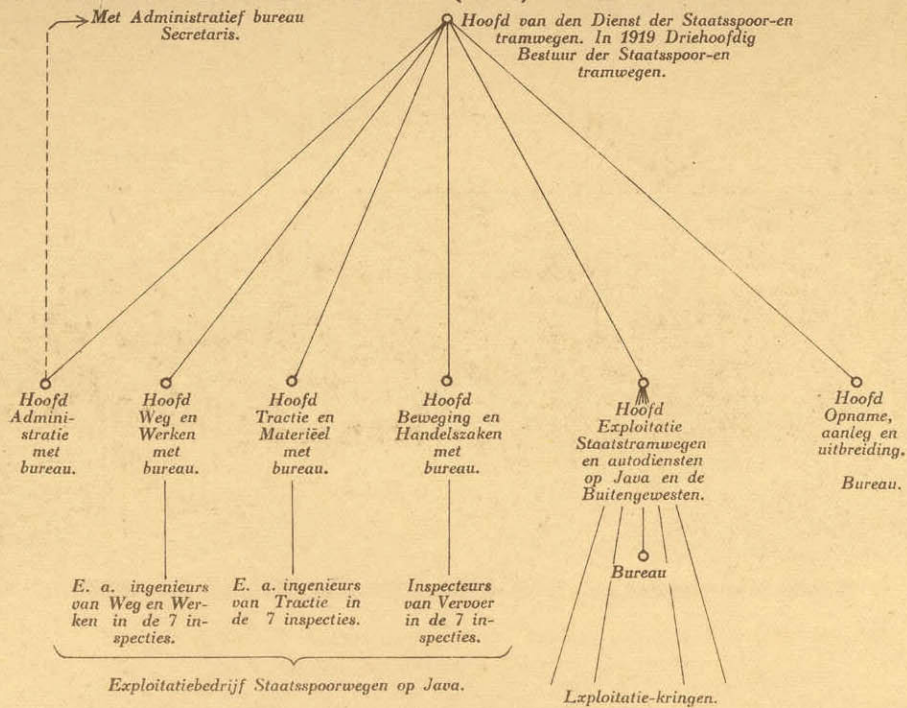 Met Administratief bureau
Secretaris.
Hoofd van den Dienst der Staatsspoor-en
tramwegen. In 1919 Driehoofdig
Bestuur der Staatsspoor-en
tramwegen.
Hoofd
Admini-
stratie
met
bureau.
Hoofd
Weg en
Werken
met
bureau.
Hoofd
Tractie en
Materiëel
met
bureau.
Hoofd
Beweging en
Handelszaken
met
bureau.
Hoofd
Exploitatie
Staatstramwegen
en autodiensten
op Java en de
Buitengewesten.
Hoofd
Opname,
aanleg en
uitbreiding.
Bureau.
E. a. ingenieurs
van Weg en Wer-
ken in de 7 in-
specties.
E. a. ingenieurs
van Tractie in
de 7 inspecties.
Inspecteurs
van Vervoer
in de 7 in-
specties.
Bureau
Exploitatiebedrijf Staatsspoorwegen op Java.
Lxploitatie-kringen.